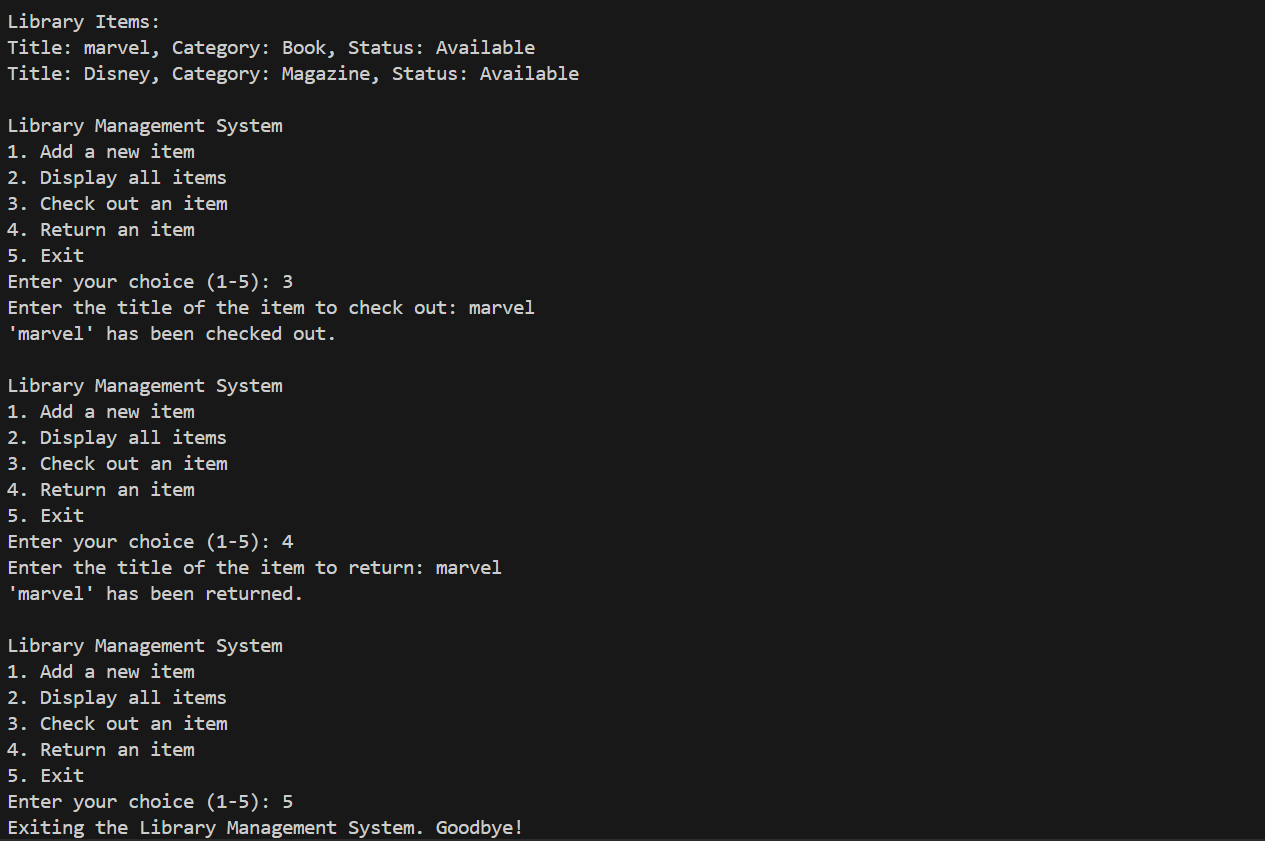 Library Items:
Title: marvel, Category: Book, Status: Available
Title: Disney, Category: Magazine, Status: Available
Library Management System
1. Add a new item
2. Display all items
3. Check out an item
4. Return an item
5. Exit
Enter your choice (1-5): 3
Enter the title of the item to check out: marvel
'marvel' has been checked out.
Library Management System
1. Add a new item
2. Display all items
3. Check out an item
4. Return an item
5. Exit
Enter your choice (1-5): 4
Enter the title of the item to return: marvel
'marvel' has been returned.
Library Management System
1. Add a new item
2. Display all items
3. Check out an item
4. Return an item
5. Exit
Enter your choice (1-5): 5
Exiting the Library Management System. Goodbye!